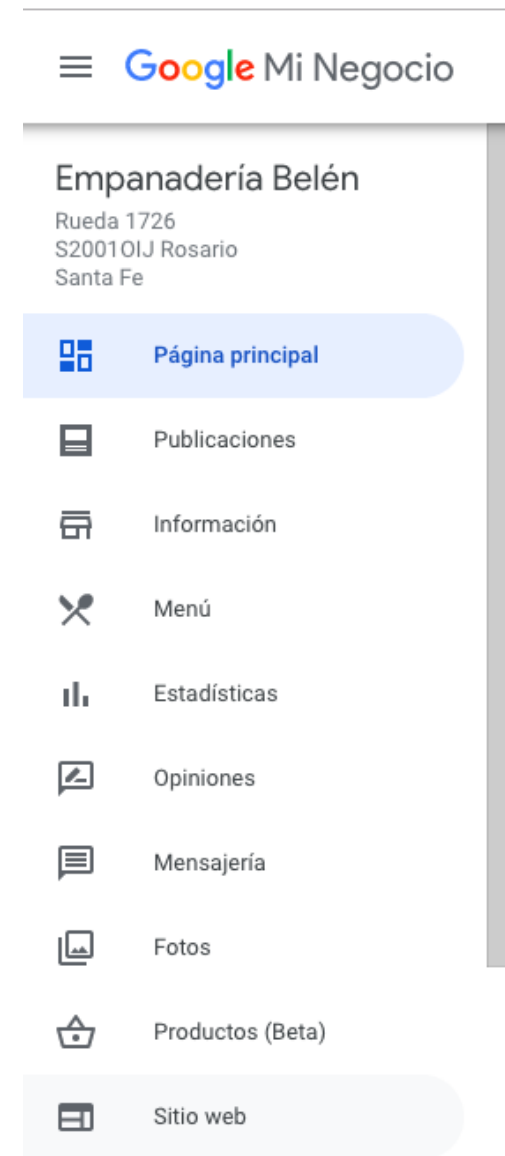 Google Mi Negocio
Empanadería Belén
Rueda 1726
S2001OIJ Rosario
Santa Fe
Página principal
Publicaciones
Información
Menú
Estadísticas
Opiniones
Mensajería
Fotos
Productos (Beta)
Sitio web